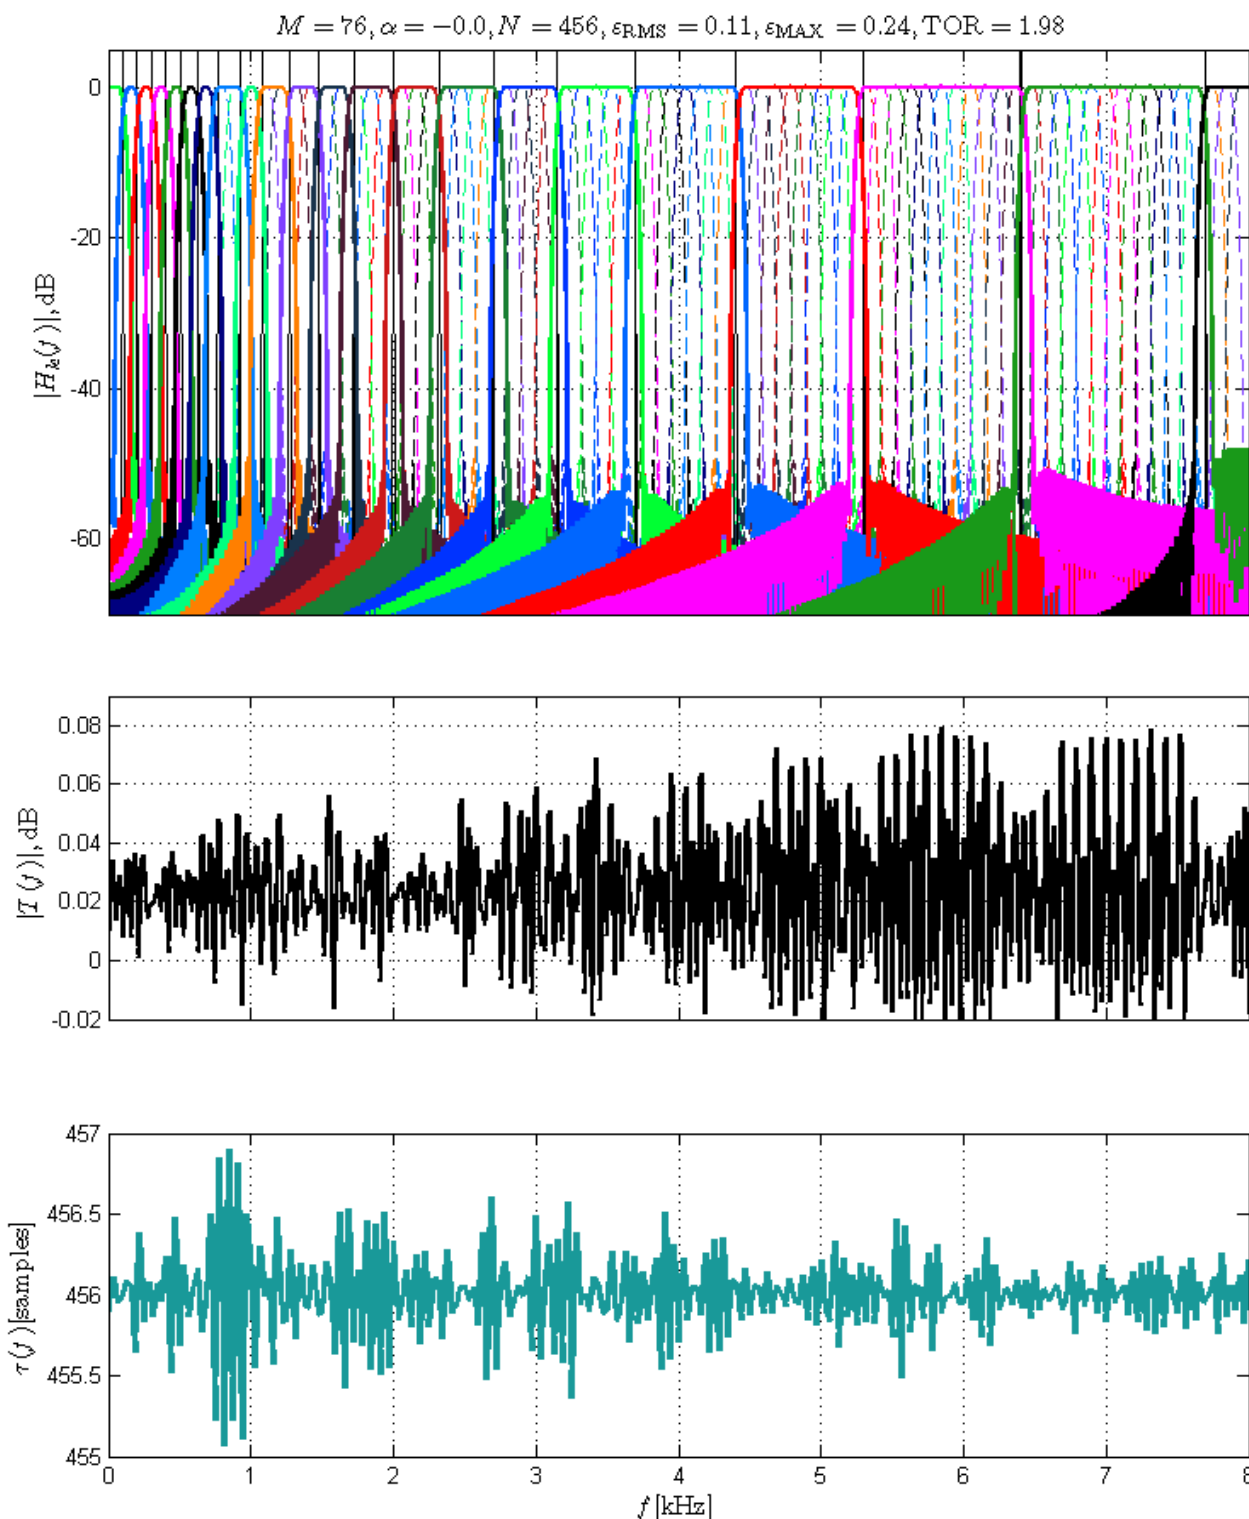 M = 76, α = −0.0, N = 456, ε_RMS = 0.11, ε_MAX = 0.24, TOR = 1.98
0
-20
-40
-60
|H_k(f)|, dB
0.08
0.06
0.04
0.02
0
-0.02
|T(f)|, dB
457
456.5
456
455.5
455
τ(f)[samples]
0 1 2 3 4 5 6 7 8
f [kHz]